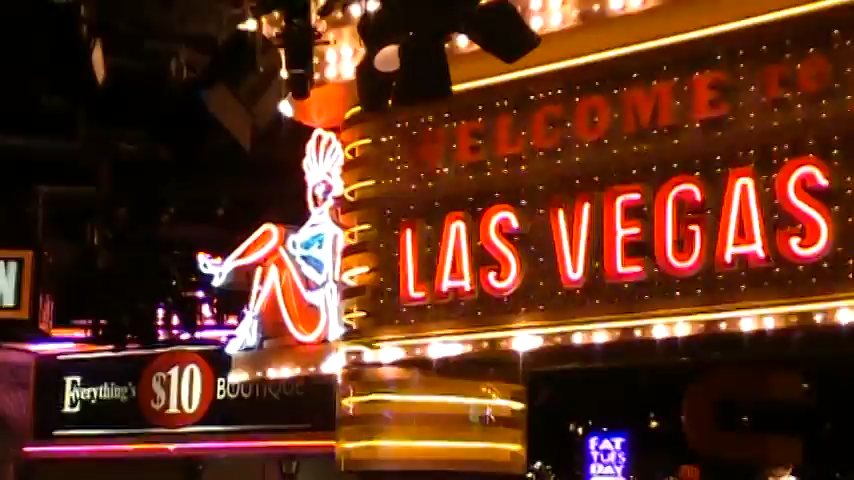 WELCOME TO
LAS VEGAS
Everything's $10 BOUTIQUE
FAT
TUES
DAY